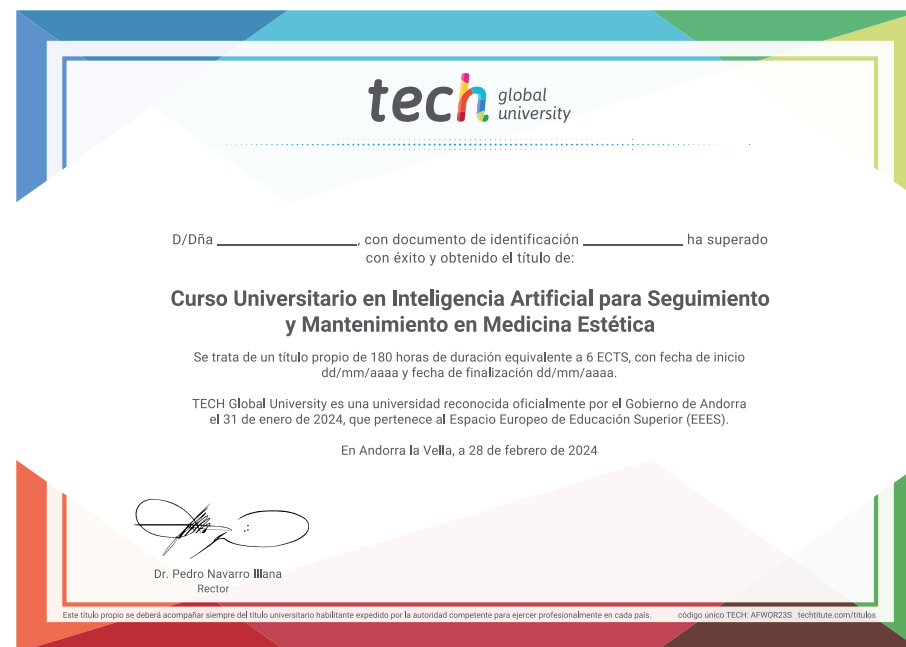 tech global university
D/Dña ________________, con documento de identificación ____________ ha superado
con éxito y obtenido el título de:
Curso Universitario en Inteligencia Artificial para Seguimiento
y Mantenimiento en Medicina Estética
Se trata de un título propio de 180 horas de duración equivalente a 6 ECTS, con fecha de inicio
dd/mm/aaaa y fecha de finalización dd/mm/aaaa.
TECH Global University es una universidad reconocida oficialmente por el Gobierno de Andorra
el 31 de enero de 2024, que pertenece al Espacio Europeo de Educación Superior (EEES).
En Andorra la Vella, a 28 de febrero de 2024
Dr. Pedro Navarro Illana
Rector
Este título propio se deberá acompañar siempre del título universitario habilitante expedido por la autoridad competente para ejercer profesionalmente en cada país. código único TECH: AFWOR23S techtitute.com/titulos